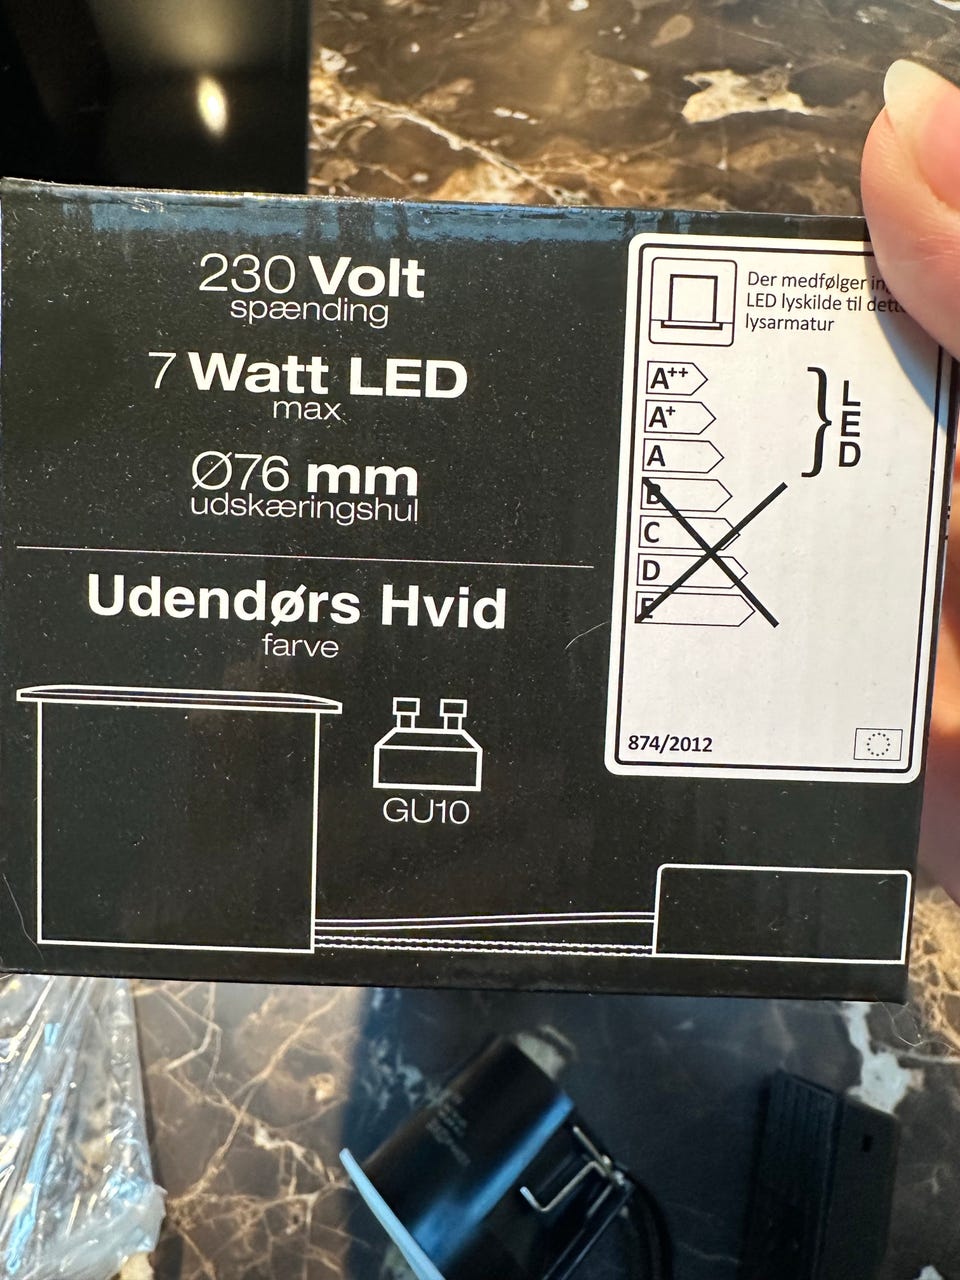 230 Volt
spænding
7 Watt LED
max
Ø76 mm
udskæringshul
Udendørs Hvid
farve
GU10
Der medfølger
LED lyskilde til dette
lysarmatur
A++
A+
A
B
C
D
E
LED
874/2012